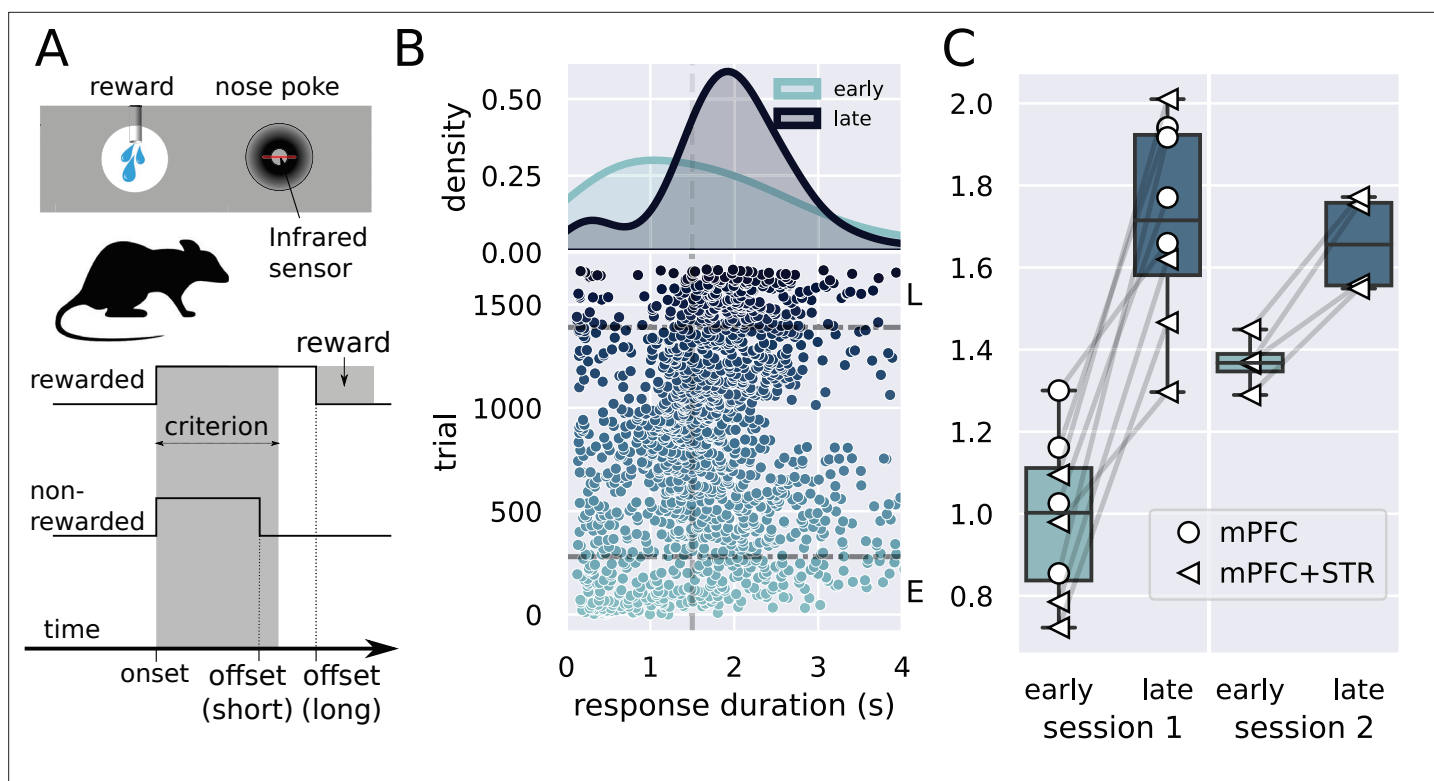 A
reward
nose poke
Infrared
sensor
reward
rewarded
criterion
non-
rewarded
time
onset
offset
(short)
offset
(long)
B
early
late
0.50
0.25
0.00
density
L
1500
1000
500
0
trial
E
0
1
2
3
4
response duration (s)
C
2.0
1.8
1.6
1.4
1.2
1.0
0.8
mPFC
mPFC+STR
early
late
early
late
session 1
session 2